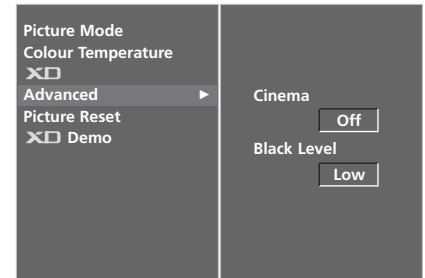 Picture Mode
Colour Temperature
XD
Advanced ►
Picture Reset
XD Demo
Cinema
Off
Black Level
Low